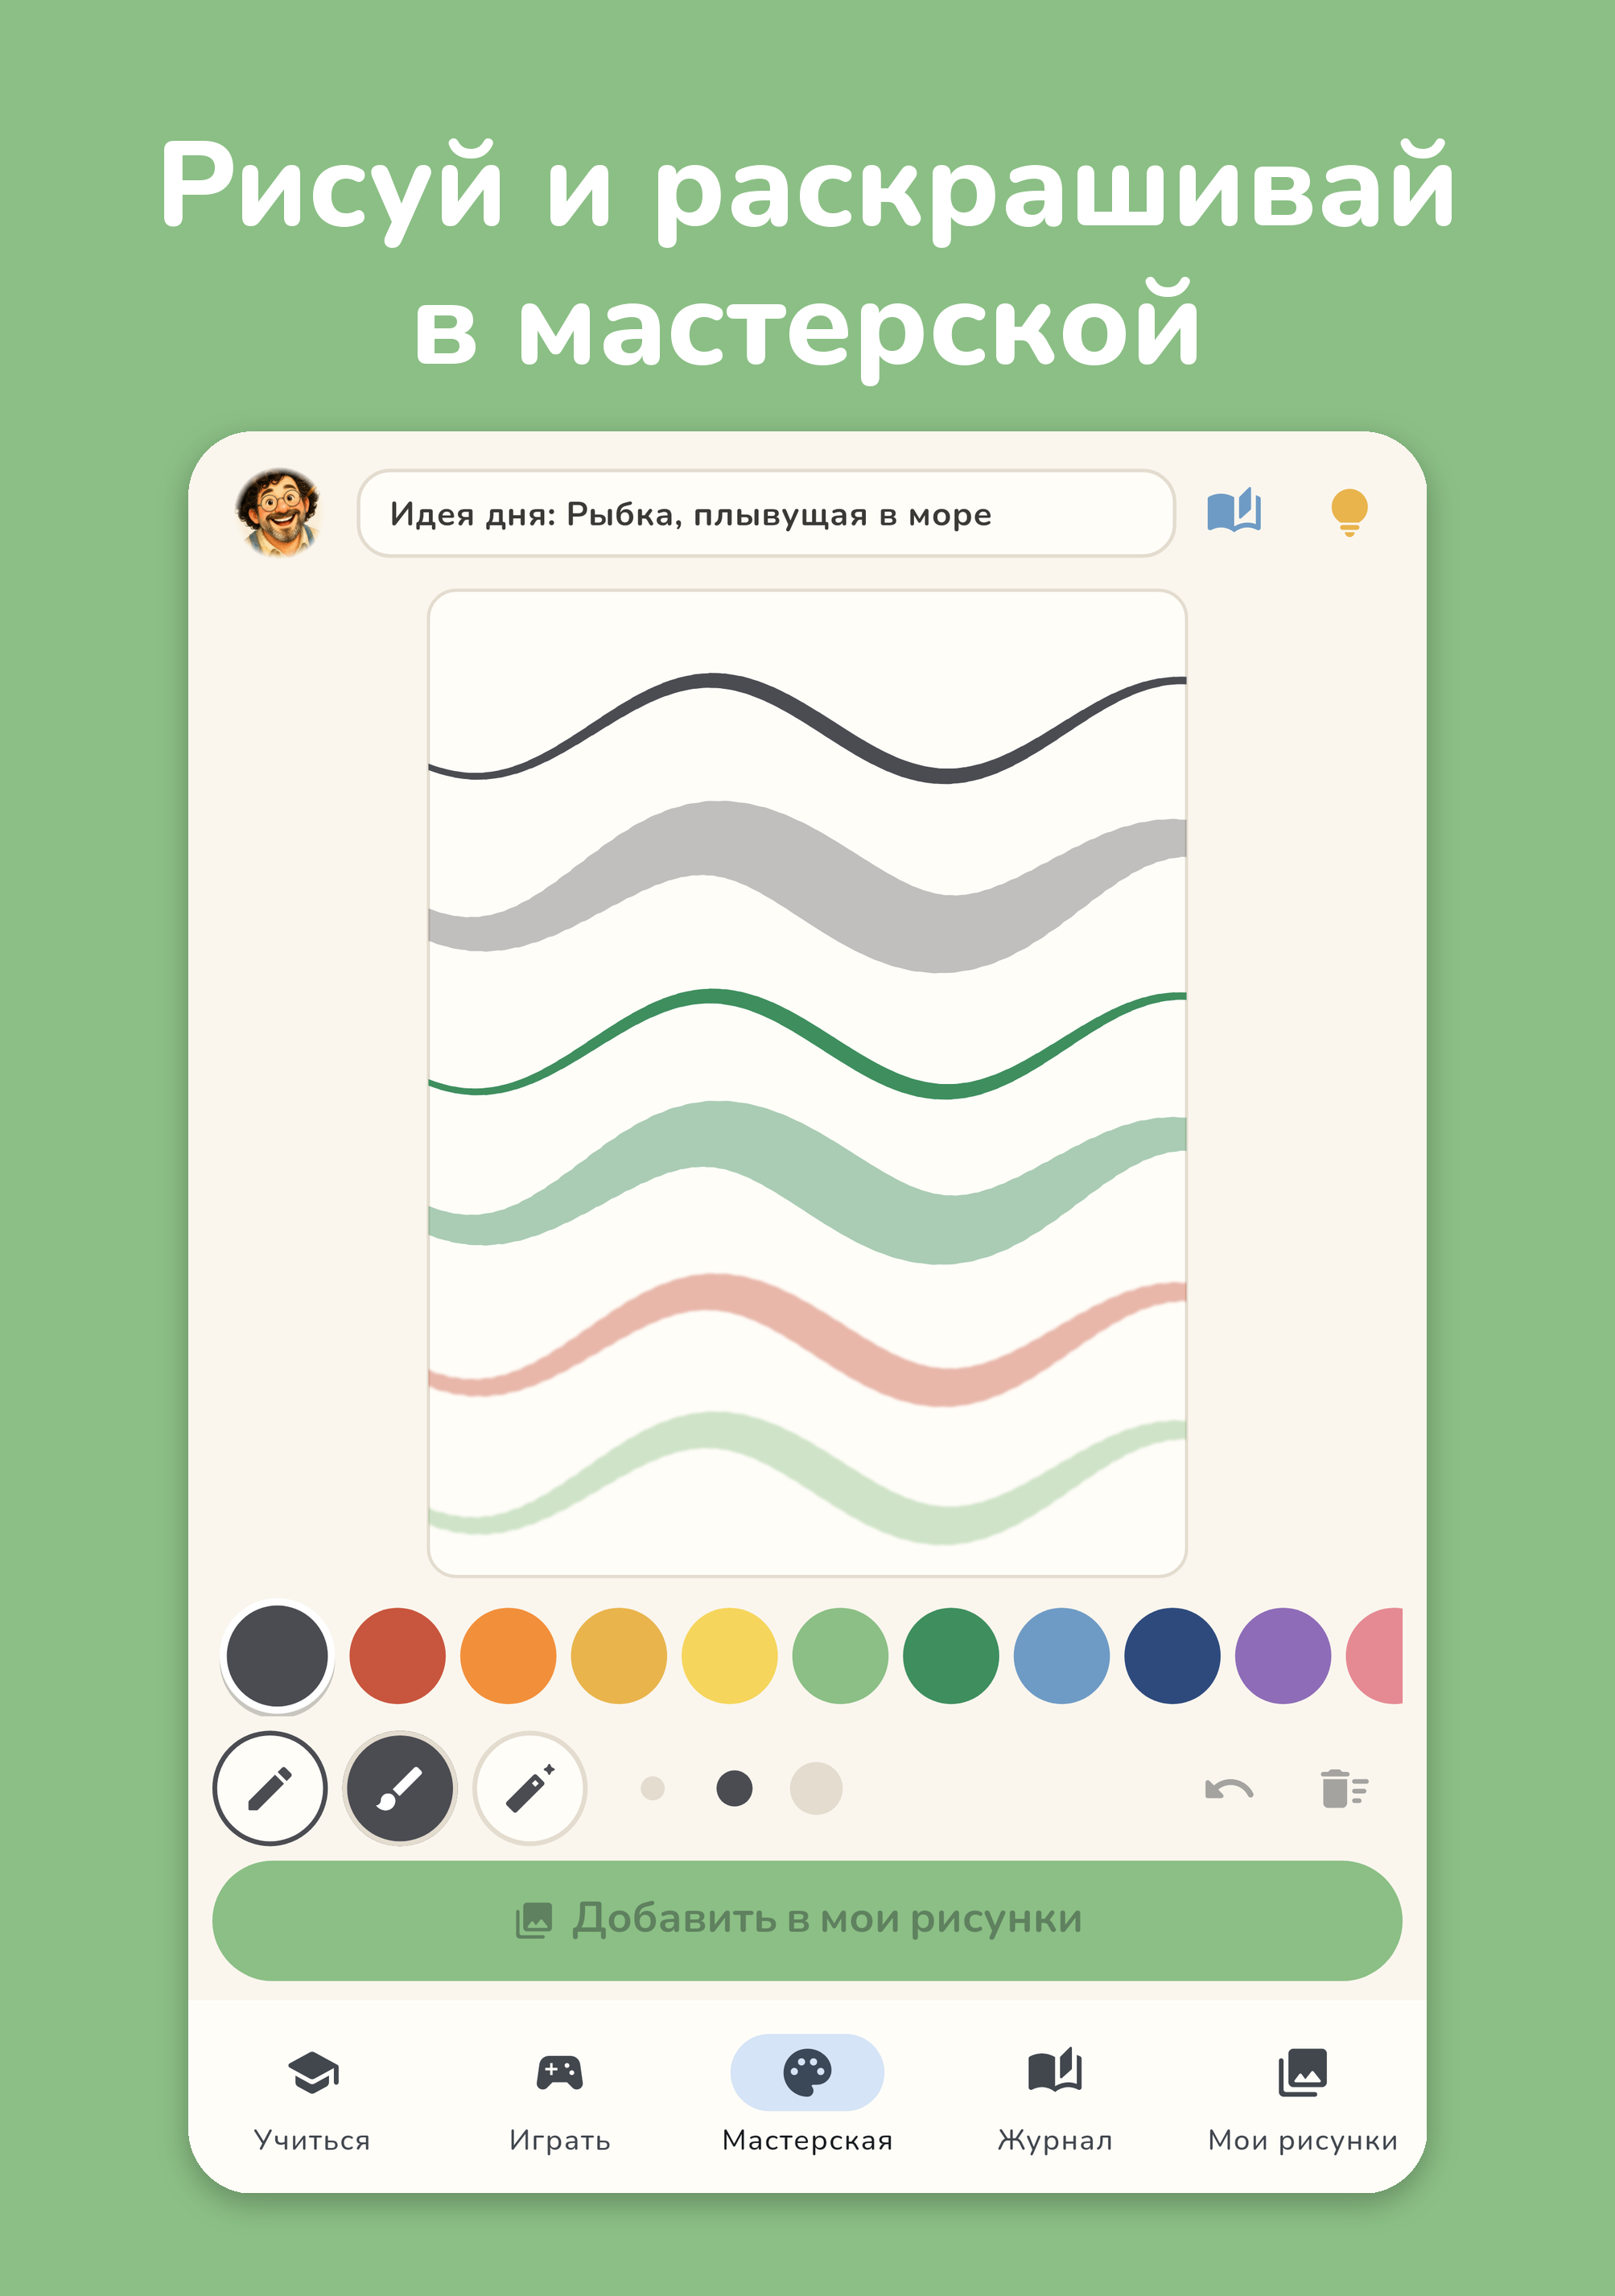 Рисуй и раскрашивай
в мастерской
Идея дня: Рыбка, плывущая в море
Добавить в мои рисунки
Учиться
Играть
Мастерская
Журнал
Мои рисунки